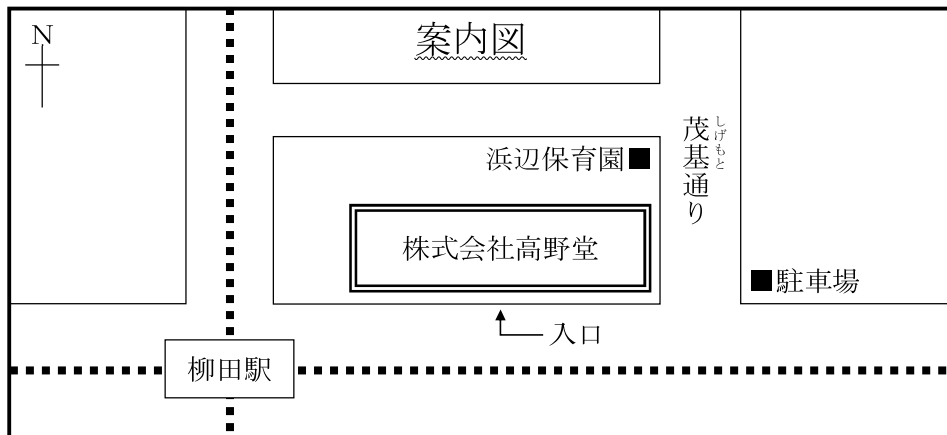 N
案内図
浜辺保育園■
茂基通り
しげもと
株式会社高野堂
■駐車場
入口
柳田駅